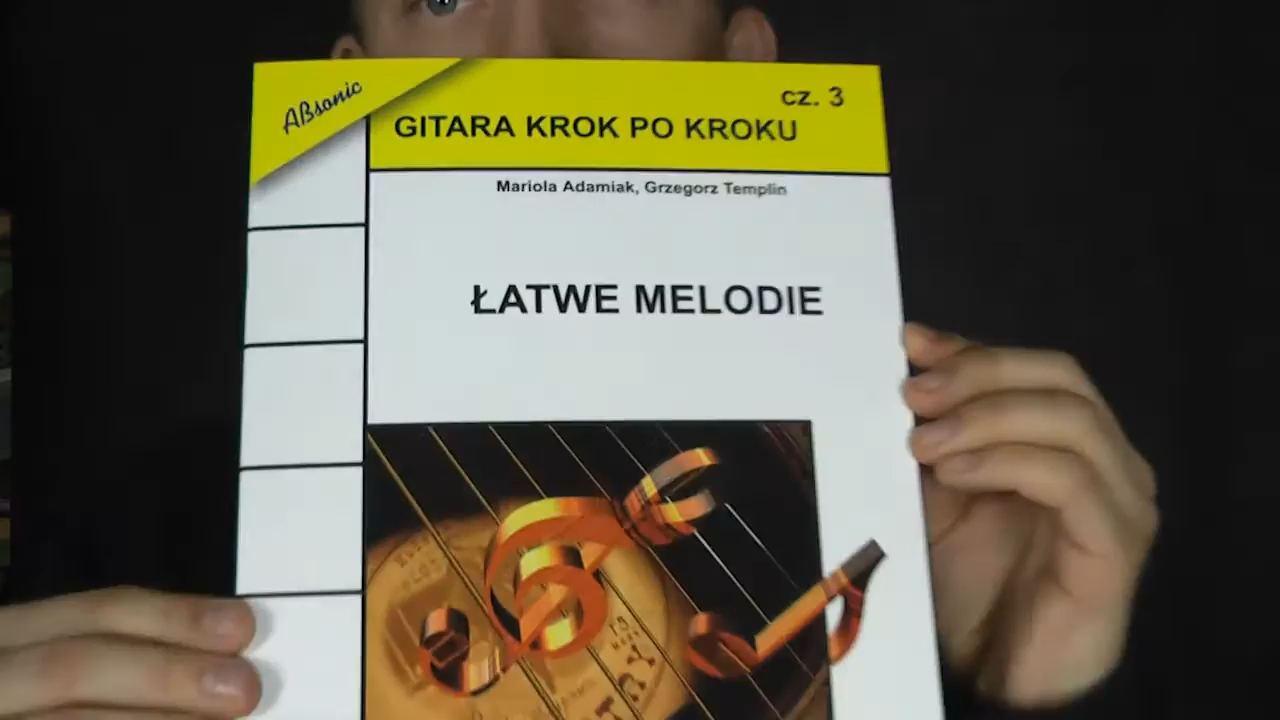 ABsonic
cz. 3
GITARA KROK PO KROKU
Mariola Adamiak, Grzegorz Templin
ŁATWE MELODIE